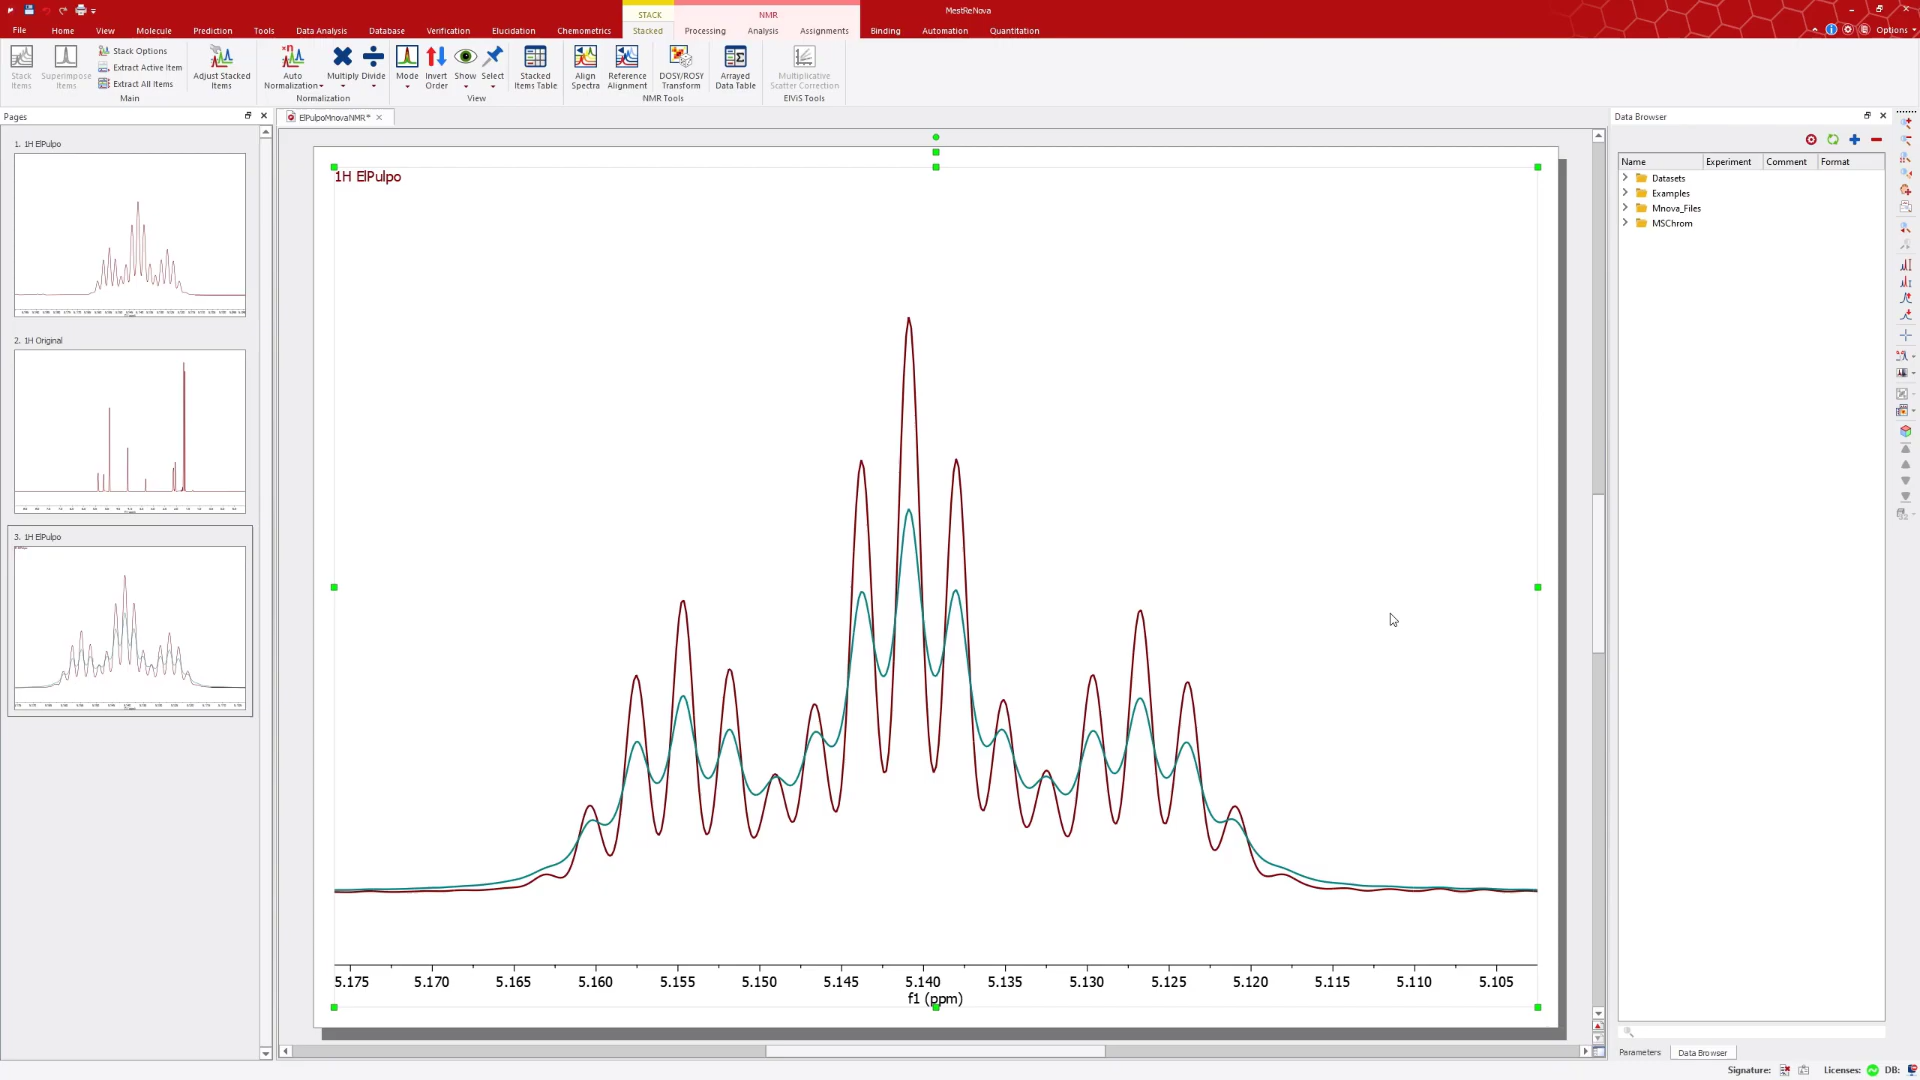 MestReNova
STACK
NMR
File Home View Molecule Prediction Tools Data Analysis Database Verification Elucidation Chemometrics Stacked Processing Analysis Assignments Binding Automation Quantitation
Options
Stack Items
Superimpose Items
Stack Options
Extract Active Item
Extract All Items
Main
Adjust Stacked Items
Auto Normalization
Multiply
Divide
Normalization
Mode
Invert Order
Show
Select
View
Stacked Items Table
Align Spectra
Reference Alignment
DOSY/ROSY Transform
Arrayed Data Table
NMR Tools
Multiplicative Scatter Correction
ElViS Tools
Pages
1. 1H ElPulpo
2. 1H Original
3. 1H ElPulpo
ElPulpoMnovaNMR*
1H ElPulpo
5.175 5.170 5.165 5.160 5.155 5.150 5.145 5.140 5.135 5.130 5.125 5.120 5.115 5.110 5.105
f1 (ppm)
Data Browser
Name Experiment Comment Format
Datasets
Examples
Mnova_Files
MSChrom
Parameters Data Browser
Signature: Licenses: DB: